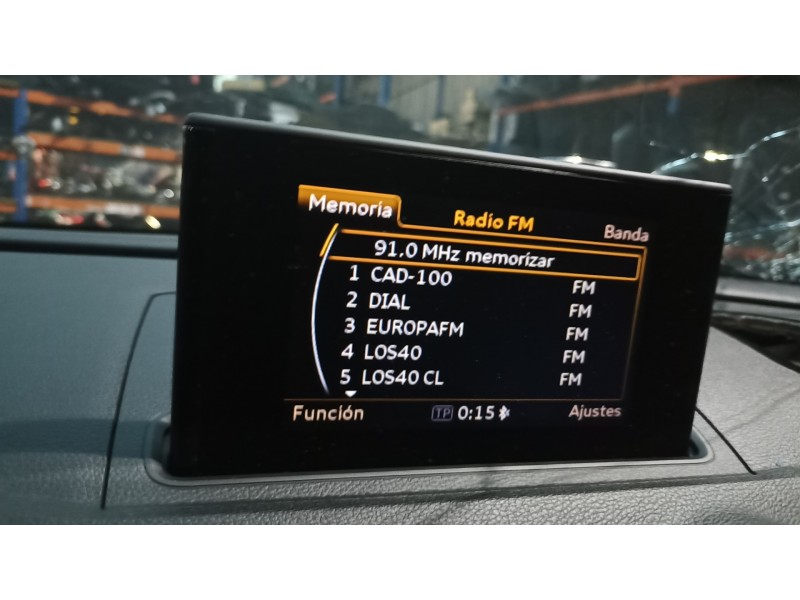 Memoria Radio FM Banda
91.0 MHz memorizar
1 CAD-100 FM
2 DIAL FM
3 EUROPAFM FM
4 LOS40 FM
5 LOS40 CL FM
Función TP 0:15 Ajustes